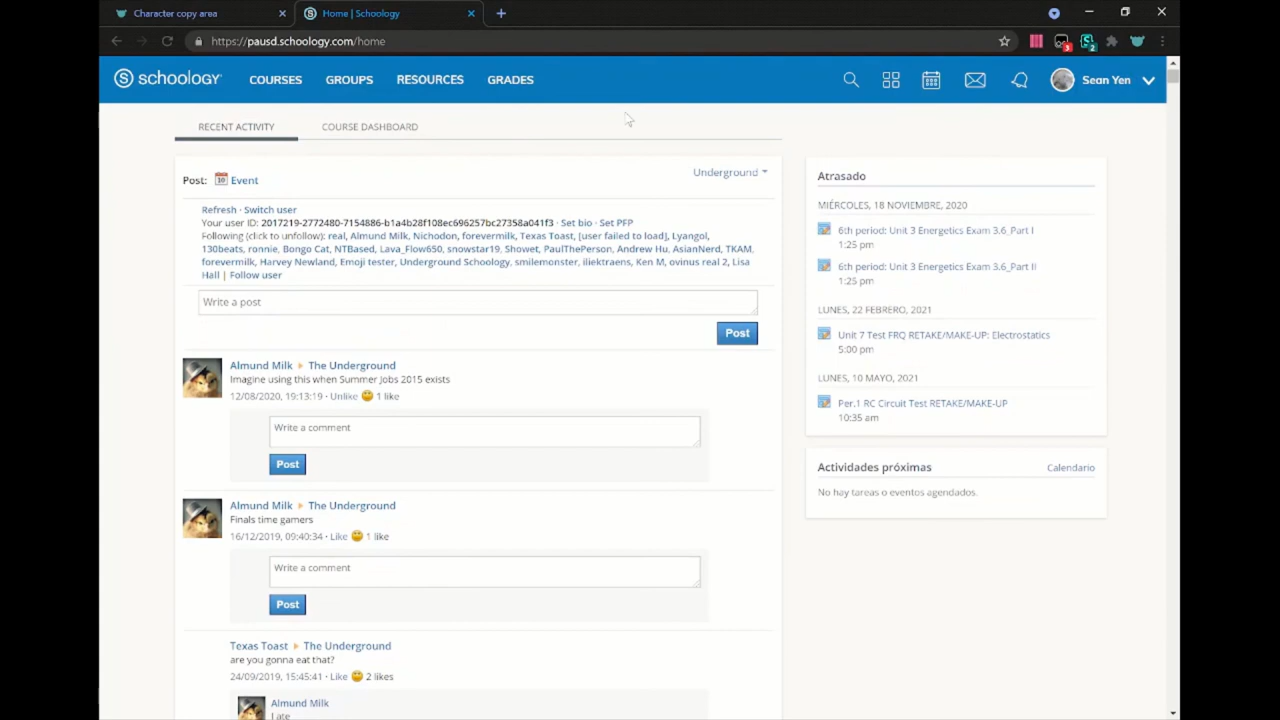 Character copy area
Home | Schoology
https://pausd.schoology.com/home
3
2
S schoology
COURSES
GROUPS
RESOURCES
GRADES
Sean Yen
RECENT ACTIVITY
COURSE DASHBOARD
Post: 10 Event
Underground
Refresh · Switch user
Your user ID: 2017219-2772480-7154886-b1a4b28f108ec696257bc27358a041f3 · Set bio · Set PFP
Following (click to unfollow): real, Almund Milk, Nichodon, forevermilk, Texas Toast, [user failed to load], Lyangol,
130beats, ronnie, Bongo Cat, NTBased, Lava_Flow650, snowstar19, Showet, PaulThePerson, Andrew Hu, AsianNerd, TKAM,
forevermilk, Harvey Newland, Emoji tester, Underground Schoology, smilemonster, iliektraens, Ken M, ovinus real 2, Lisa
Hall | Follow user
Write a post
Post
Almund Milk ▸ The Underground
Imagine using this when Summer Jobs 2015 exists
12/08/2020, 19:13:19 · Unlike 1 like
Write a comment
Post
Almund Milk ▸ The Underground
Finals time gamers
16/12/2019, 09:40:34 · Like 1 like
Write a comment
Post
Texas Toast ▸ The Underground
are you gonna eat that?
24/09/2019, 15:45:41 · Like 2 likes
Almund Milk
I ate
Atrasado
MIÉRCOLES, 18 NOVIEMBRE, 2020
6th period: Unit 3 Energetics Exam 3.6_Part I
1:25 pm
6th period: Unit 3 Energetics Exam 3.6_Part II
1:25 pm
LUNES, 22 FEBRERO, 2021
Unit 7 Test FRQ RETAKE/MAKE-UP: Electrostatics
5:00 pm
LUNES, 10 MAYO, 2021
Per.1 RC Circuit Test RETAKE/MAKE-UP
10:35 am
Actividades próximas
Calendario
No hay tareas o eventos agendados.